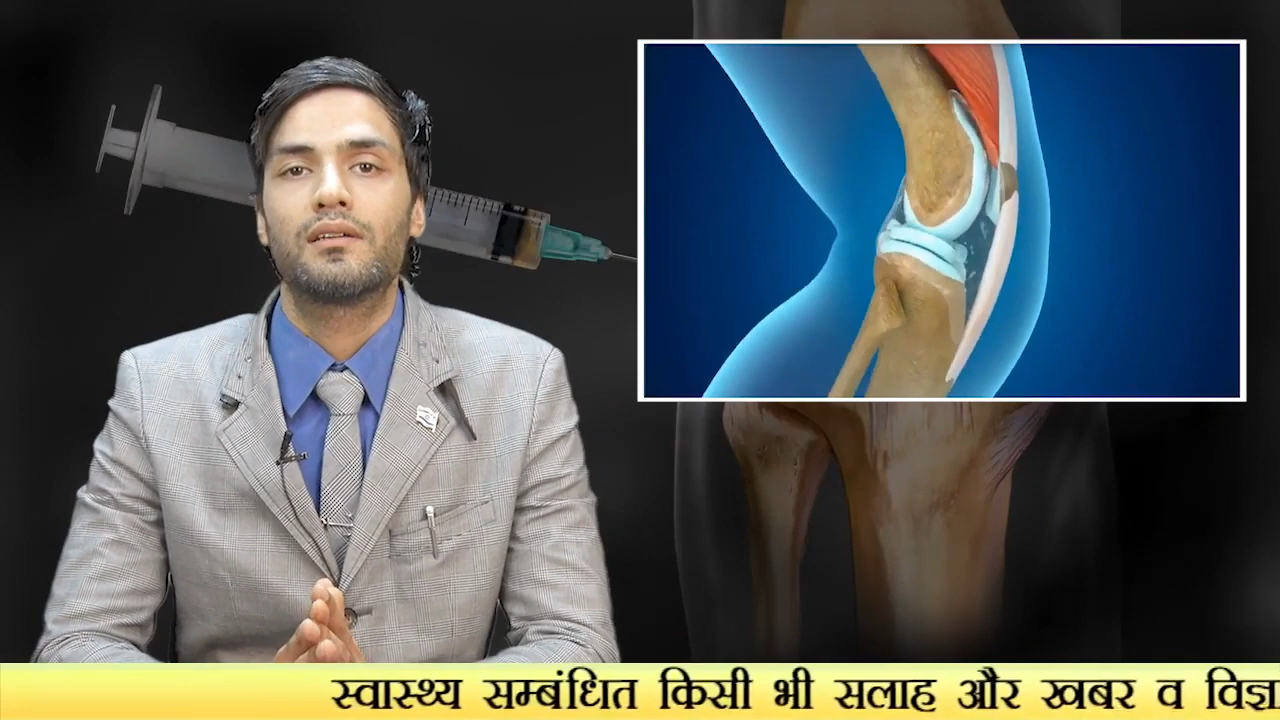 स्वास्थ्य सम्बंधित किसी भी सलाह और खबर व